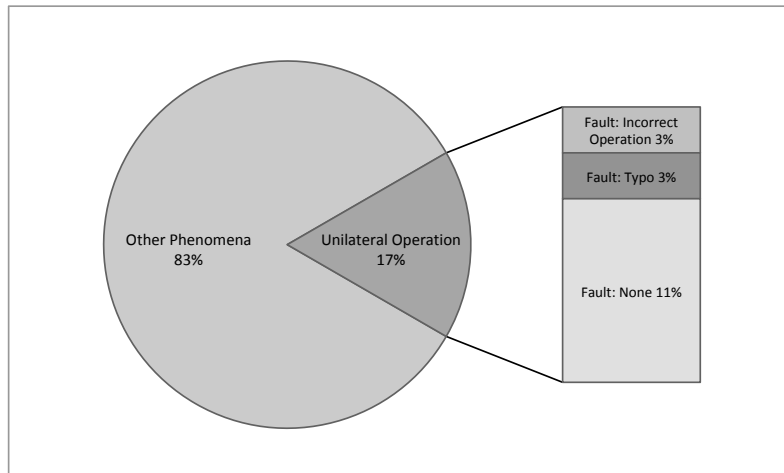 Other Phenomena
83%
Unilateral Operation
17%
Fault: Incorrect
Operation 3%
Fault: Typo 3%
Fault: None 11%